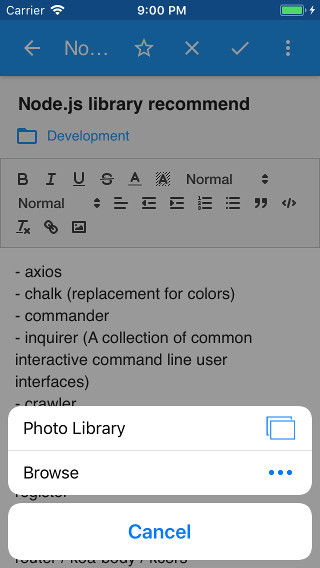 Carrier 9:00 PM
No...
Node.js library recommend
Development
B I U S A A Normal
Normal
- axios
- chalk (replacement for colors)
- commander
- inquirer (A collection of common
interactive command line user
interfaces)
- crawler
Photo Library
Browse
register
Cancel
router / koa-body / kcors